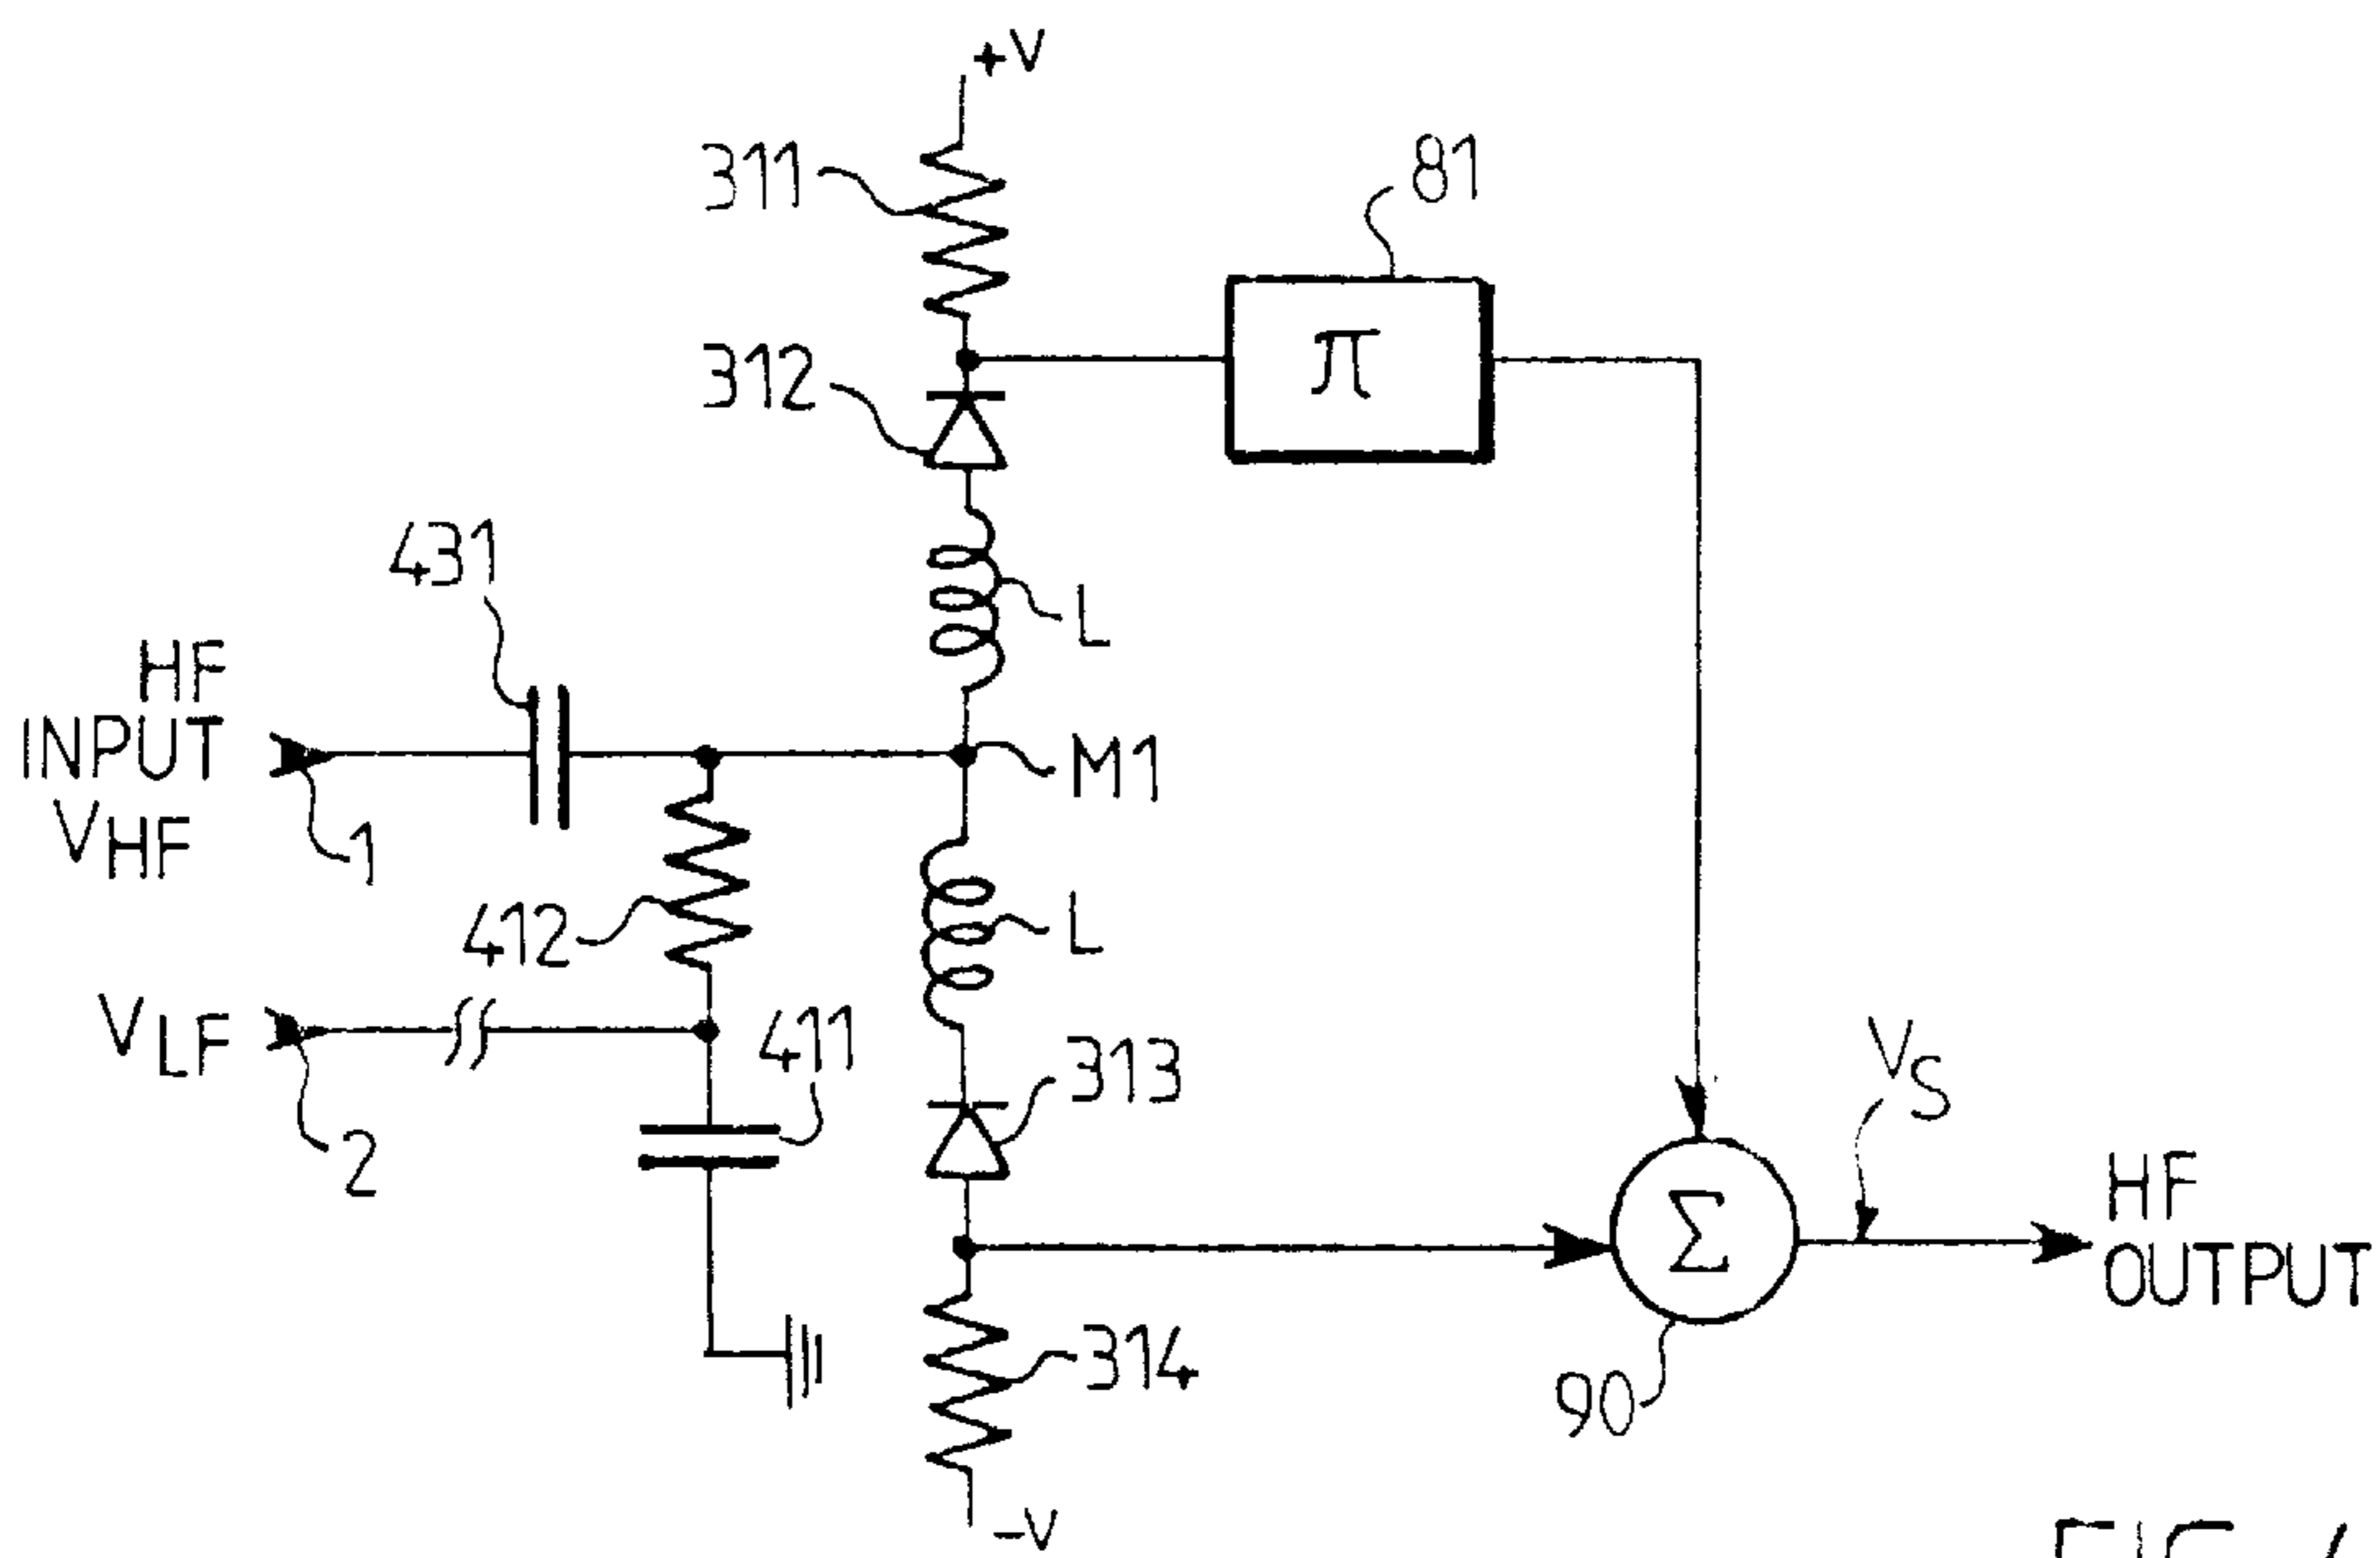 +V
311
81
312
π
431
L
HF
INPUT
VHF
1
M1
412
L
VLF
2
411
313
VS
Σ
HF
OUTPUT
314
90
-V